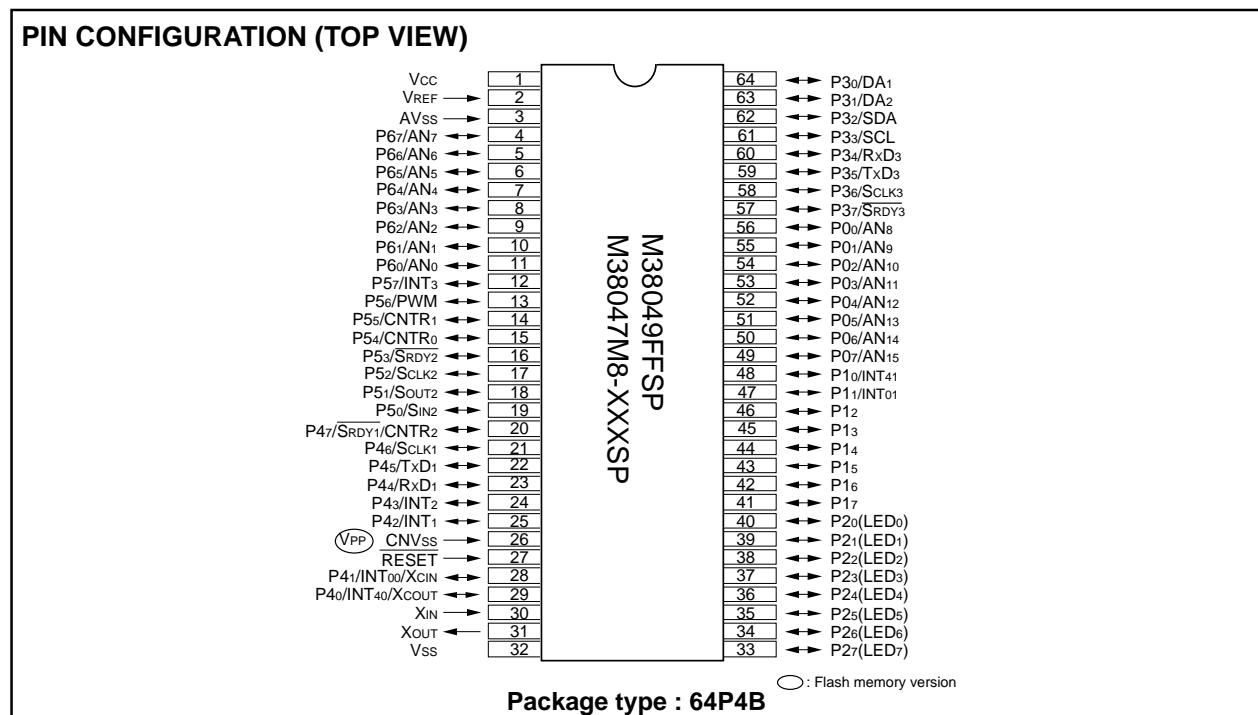 PIN CONFIGURATION (TOP VIEW)
VCC 1 64 P30/DA1
VREF 2 63 P31/DA2
AVSS 3 62 P32/SDA
P67/AN7 4 61 P33/SCL
P66/AN6 5 60 P34/RXD3
P65/AN5 6 59 P35/TXD3
P64/AN4 7 58 P36/SCLK3
P63/AN3 8 57 P37/SRDY3
P62/AN2 9 56 P00/AN8
P61/AN1 10 55 P01/AN9
P60/AN0 11 54 P02/AN10
P57/INT3 12 53 P03/AN11
P56/PWM 13 52 P04/AN12
P55/CNTR1 14 51 P05/AN13
P54/CNTR0 15 50 P06/AN14
P53/SRDY2 16 49 P07/AN15
P52/SCLK2 17 48 P10/INT41
P51/SOUT2 18 47 P11/INT01
P50/SIN2 19 46 P12
P47/SRDY1/CNTR2 20 45 P13
P46/SCLK1 21 44 P14
P45/TXD1 22 43 P15
P44/RXD1 23 42 P16
P43/INT2 24 41 P17
P42/INT1 25 40 P20(LED0)
VPP CNVSS 26 39 P21(LED1)
RESET 27 38 P22(LED2)
P41/INT00/XCIN 28 37 P23(LED3)
P40/INT40/XCOUT 29 36 P24(LED4)
XIN 30 35 P25(LED5)
XOUT 31 34 P26(LED6)
VSS 32 33 P27(LED7)
M38049FFSP
M38047M8-XXXSP
: Flash memory version
Package type : 64P4B